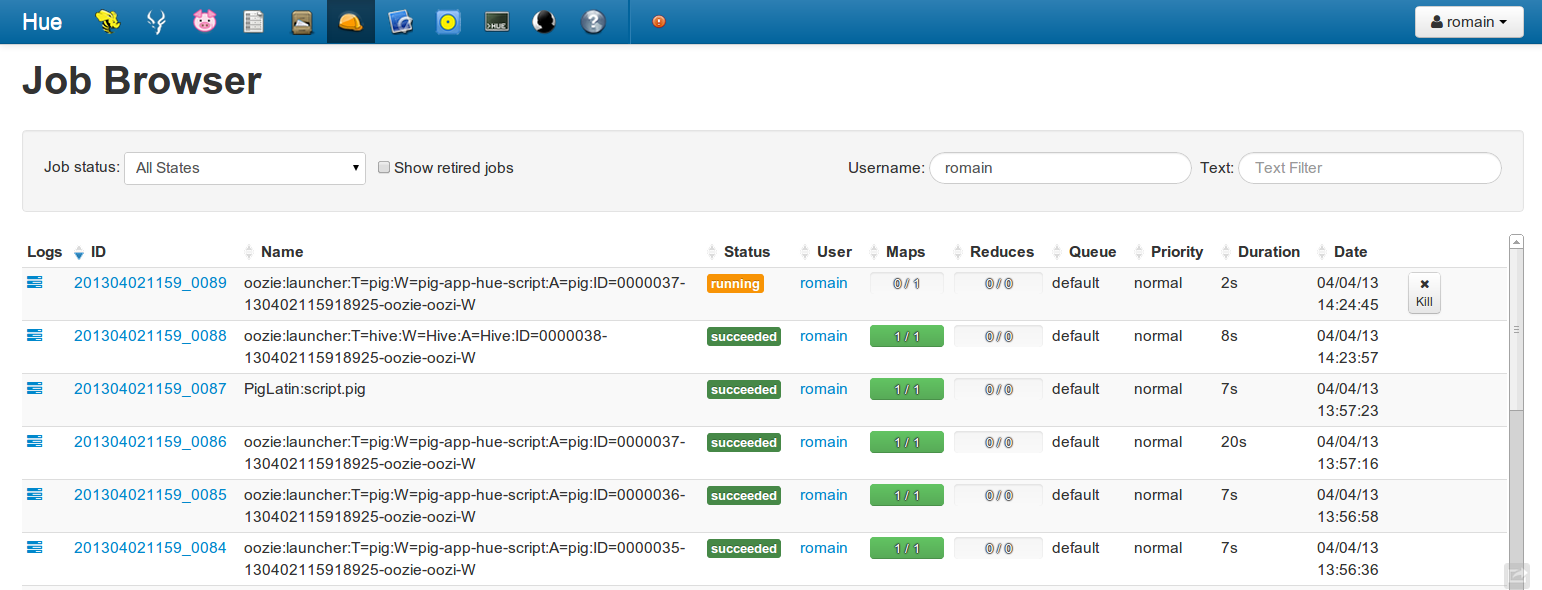 Hue >HUE romain
Job Browser
Job status: All States Show retired jobs Username: romain Text: Text Filter
Logs ID Name Status User Maps Reduces Queue Priority Duration Date
201304021159_0089 oozie:launcher:T=pig:W=pig-app-hue-script:A=pig:ID=0000037- running romain 0 / 1 0 / 0 default normal 2s 04/04/13
130402115918925-oozie-oozi-W 14:24:45 Kill
201304021159_0088 oozie:launcher:T=hive:W=Hive:A=Hive:ID=0000038- succeeded romain 1 / 1 0 / 0 default normal 8s 04/04/13
130402115918925-oozie-oozi-W 14:23:57
201304021159_0087 PigLatin:script.pig succeeded romain 1 / 1 0 / 0 default normal 7s 04/04/13
13:57:23
201304021159_0086 oozie:launcher:T=pig:W=pig-app-hue-script:A=pig:ID=0000037- succeeded romain 1 / 1 0 / 0 default normal 20s 04/04/13
130402115918925-oozie-oozi-W 13:57:16
201304021159_0085 oozie:launcher:T=pig:W=pig-app-hue-script:A=pig:ID=0000036- succeeded romain 1 / 1 0 / 0 default normal 7s 04/04/13
130402115918925-oozie-oozi-W 13:56:58
201304021159_0084 oozie:launcher:T=pig:W=pig-app-hue-script:A=pig:ID=0000035- succeeded romain 1 / 1 0 / 0 default normal 7s 04/04/13
130402115918925-oozie-oozi-W 13:56:36